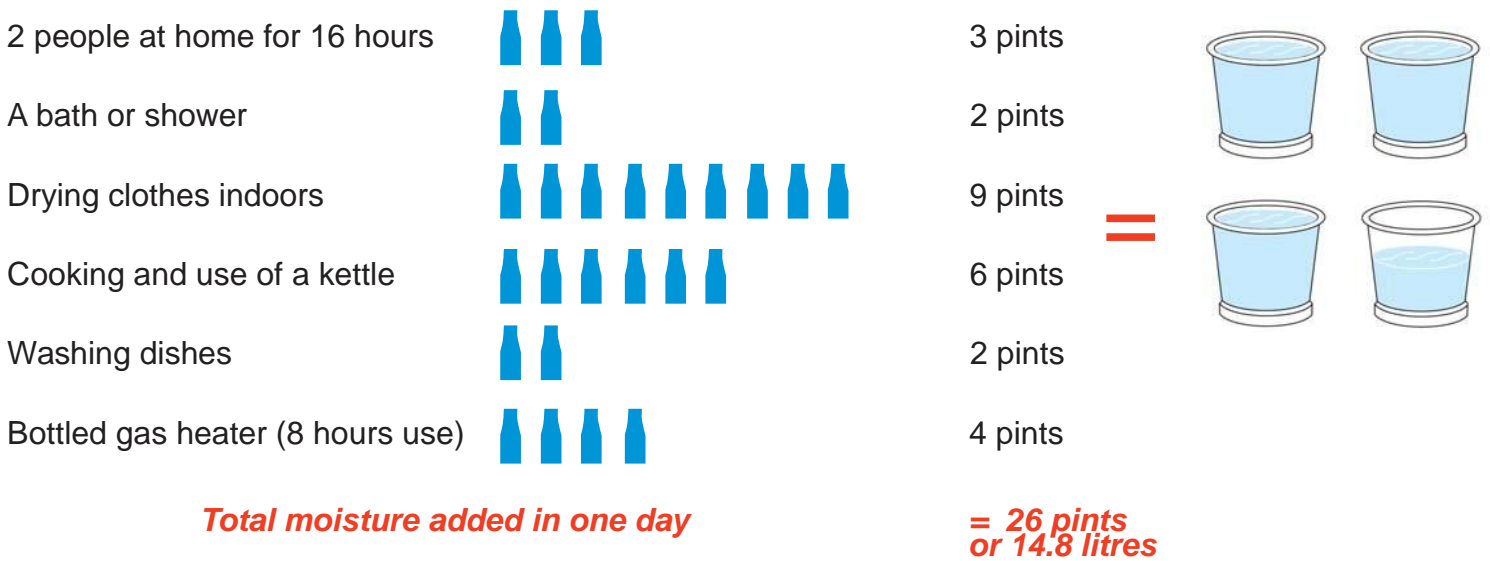 2 people at home for 16 hours 3 pints
A bath or shower 2 pints
Drying clothes indoors 9 pints
=
Cooking and use of a kettle 6 pints
Washing dishes 2 pints
Bottled gas heater (8 hours use) 4 pints
Total moisture added in one day = 26 pints
or 14.8 litres